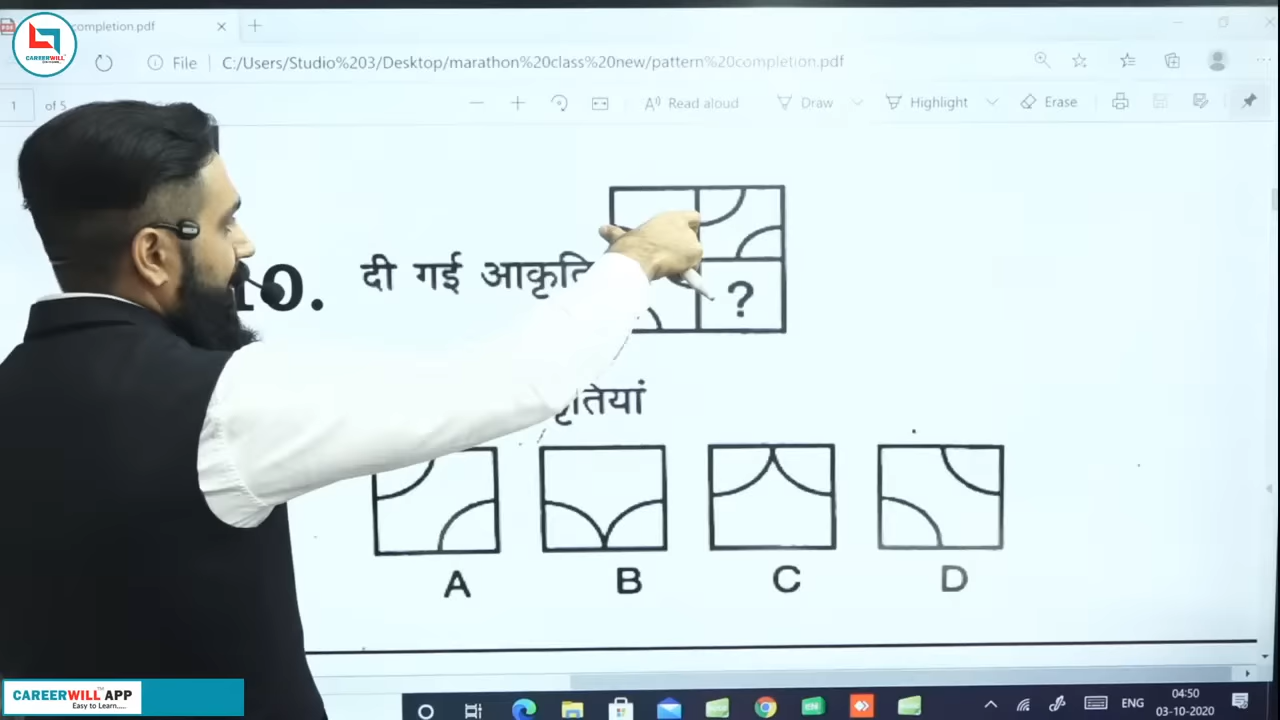 completion.pdf
CAREERWILL
File C:/Users/Studio%203/Desktop/marathon%20class%20new/pattern%20completion.pdf
1 of 5
Read aloud Draw Highlight Erase
10. दी गई आकृति
?
A B C D
CAREERWILL APP
Easy to Learn.....
ENG
04:50
03-10-2020